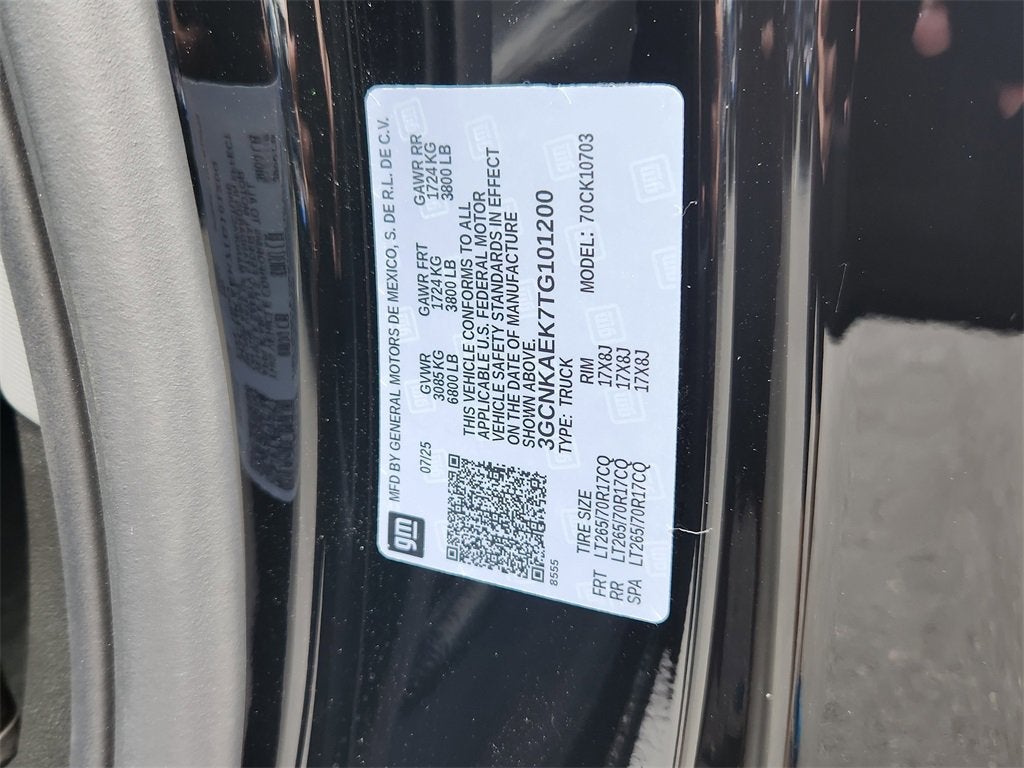 gm
MFD BY GENERAL MOTORS DE MEXICO, S. DE R.L. DE C.V.
07/25
GVWR GAWR FRT GAWR RR
3085 KG 1724 KG 1724 KG
6800 LB 3800 LB 3800 LB
THIS VEHICLE CONFORMS TO ALL
APPLICABLE U.S. FEDERAL MOTOR
VEHICLE SAFETY STANDARDS IN EFFECT
ON THE DATE OF MANUFACTURE
SHOWN ABOVE.
3GCNKAEK7TG101200
TYPE: TRUCK MODEL: 70CK10703
8555
TIRE SIZE RIM
FRT LT265/70R17CQ 17X8J
RR LT265/70R17CQ 17X8J
SPA LT265/70R17CQ 17X8J